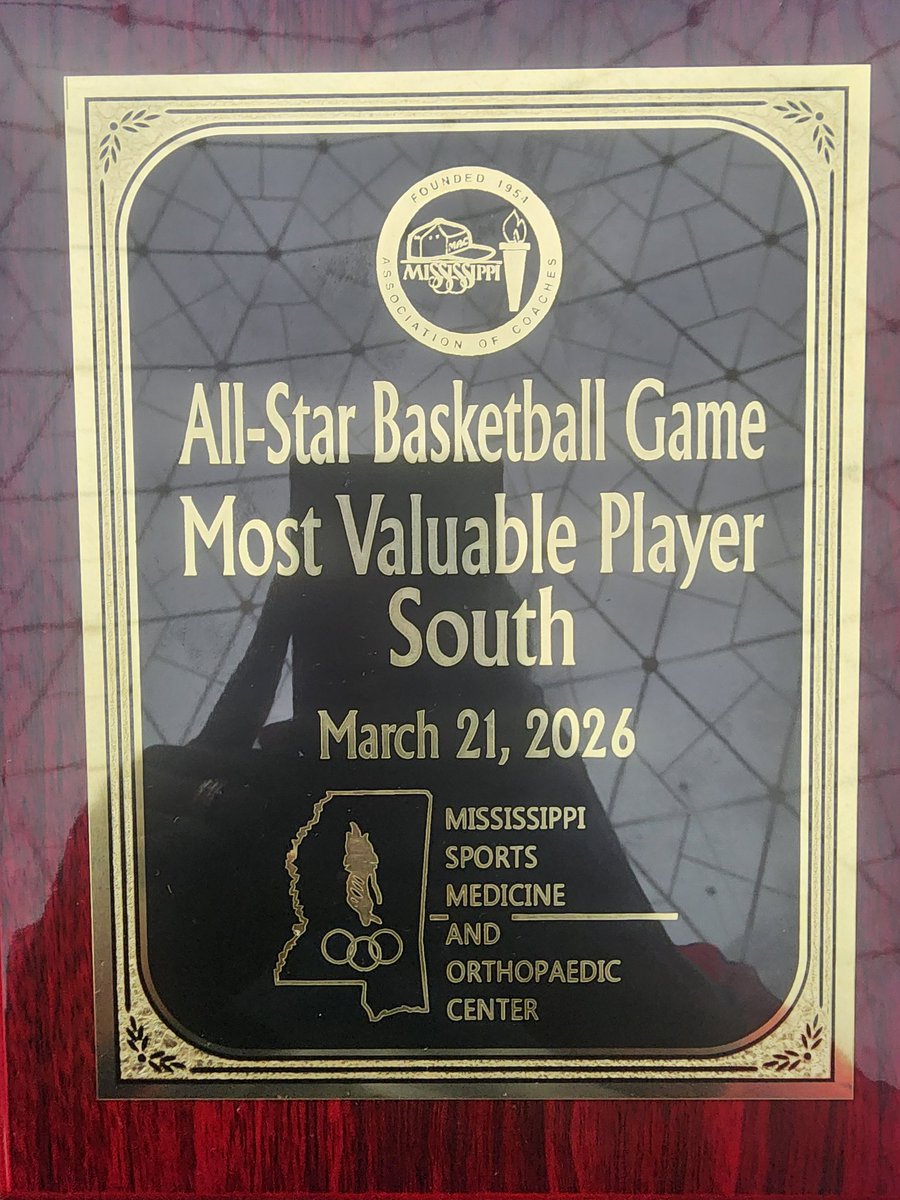 FOUNDED 1954
MAC
MISSISSIPPI
ASSOCIATION OF COACHES
All-Star Basketball Game
Most Valuable Player
South
March 21, 2026
MISSISSIPPI
SPORTS
MEDICINE
AND
ORTHOPAEDIC
CENTER